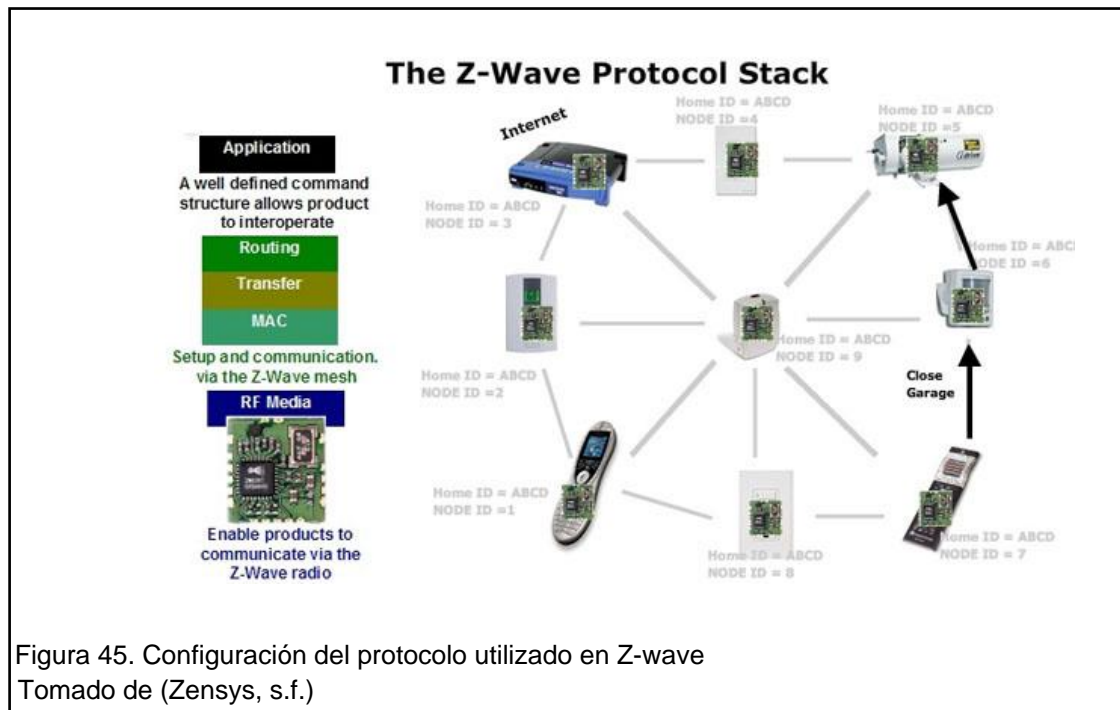 The Z-Wave Protocol Stack
Application
A well defined command
structure allows product
to interoperate
Routing
Transfer
MAC
Setup and communication.
via the Z-Wave mesh
RF Media
Enable products to
communicate via the
Z-Wave radio
Internet
Home ID = ABCD
NODE ID =4
Home ID = ABCD
NODE ID =5
Home ID = ABCD
NODE ID = 3
Home ID = ABCD
NODE ID =6
Home ID = ABCD
NODE ID = 9
Home ID = ABCD
NODE ID =2
Close
Garage
Home ID = ABCD
NODE ID =1
Home ID = ABCD
NODE ID = 8
Home ID = ABCD
NODE ID = 7
Figura 45. Configuración del protocolo utilizado en Z-wave
Tomado de (Zensys, s.f.)